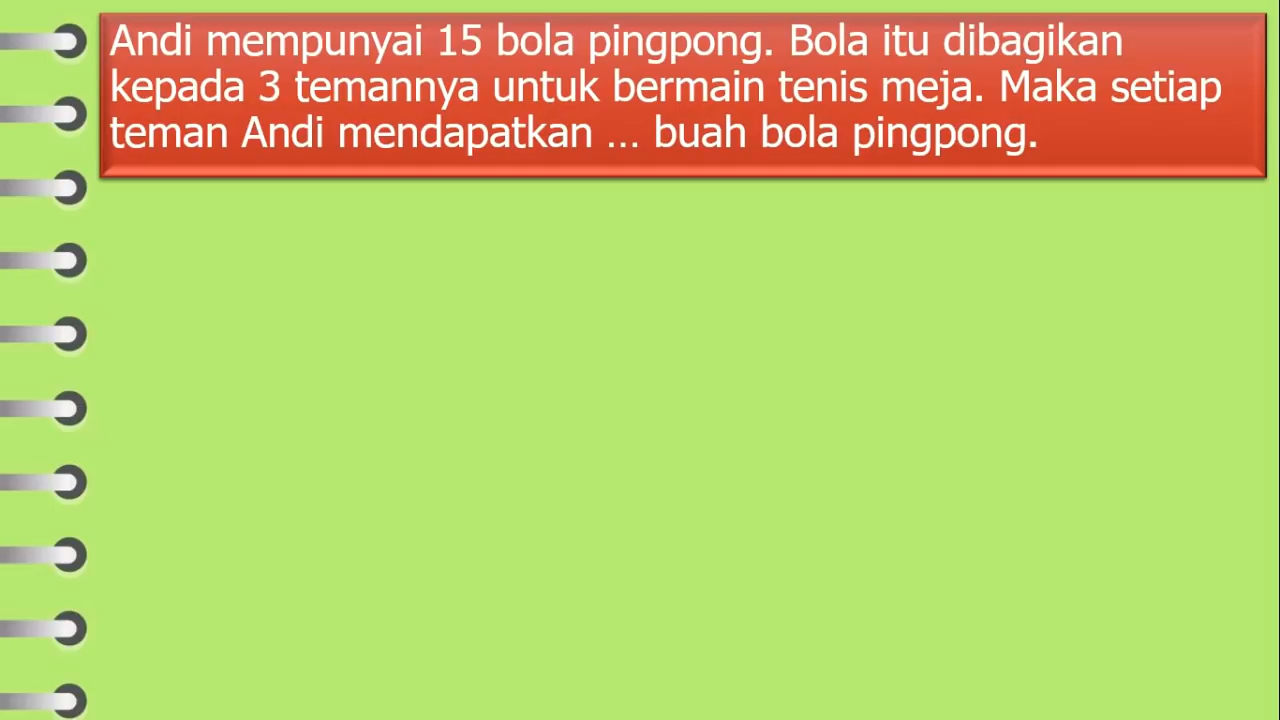 Andi mempunyai 15 bola pingpong. Bola itu dibagikan
kepada 3 temannya untuk bermain tenis meja. Maka setiap
teman Andi mendapatkan ... buah bola pingpong.